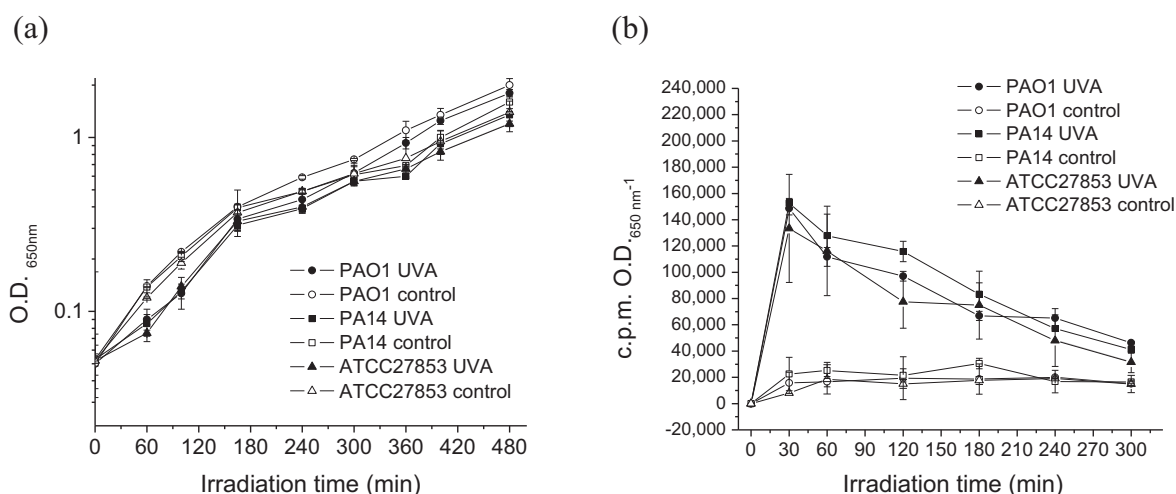 (a)
O.D. 650nm
1
0.1
PAO1 UVA
PAO1 control
PA14 UVA
PA14 control
ATCC27853 UVA
ATCC27853 control
0 60 120 180 240 300 360 420 480
Irradiation time (min)
(b)
c.p.m. O.D.650 nm-1
240,000
220,000
200,000
180,000
160,000
140,000
120,000
100,000
80,000
60,000
40,000
20,000
0
-20,000
PAO1 UVA
PAO1 control
PA14 UVA
PA14 control
ATCC27853 UVA
ATCC27853 control
0 30 60 90 120 150 180 210 240 270 300
Irradiation time (min)